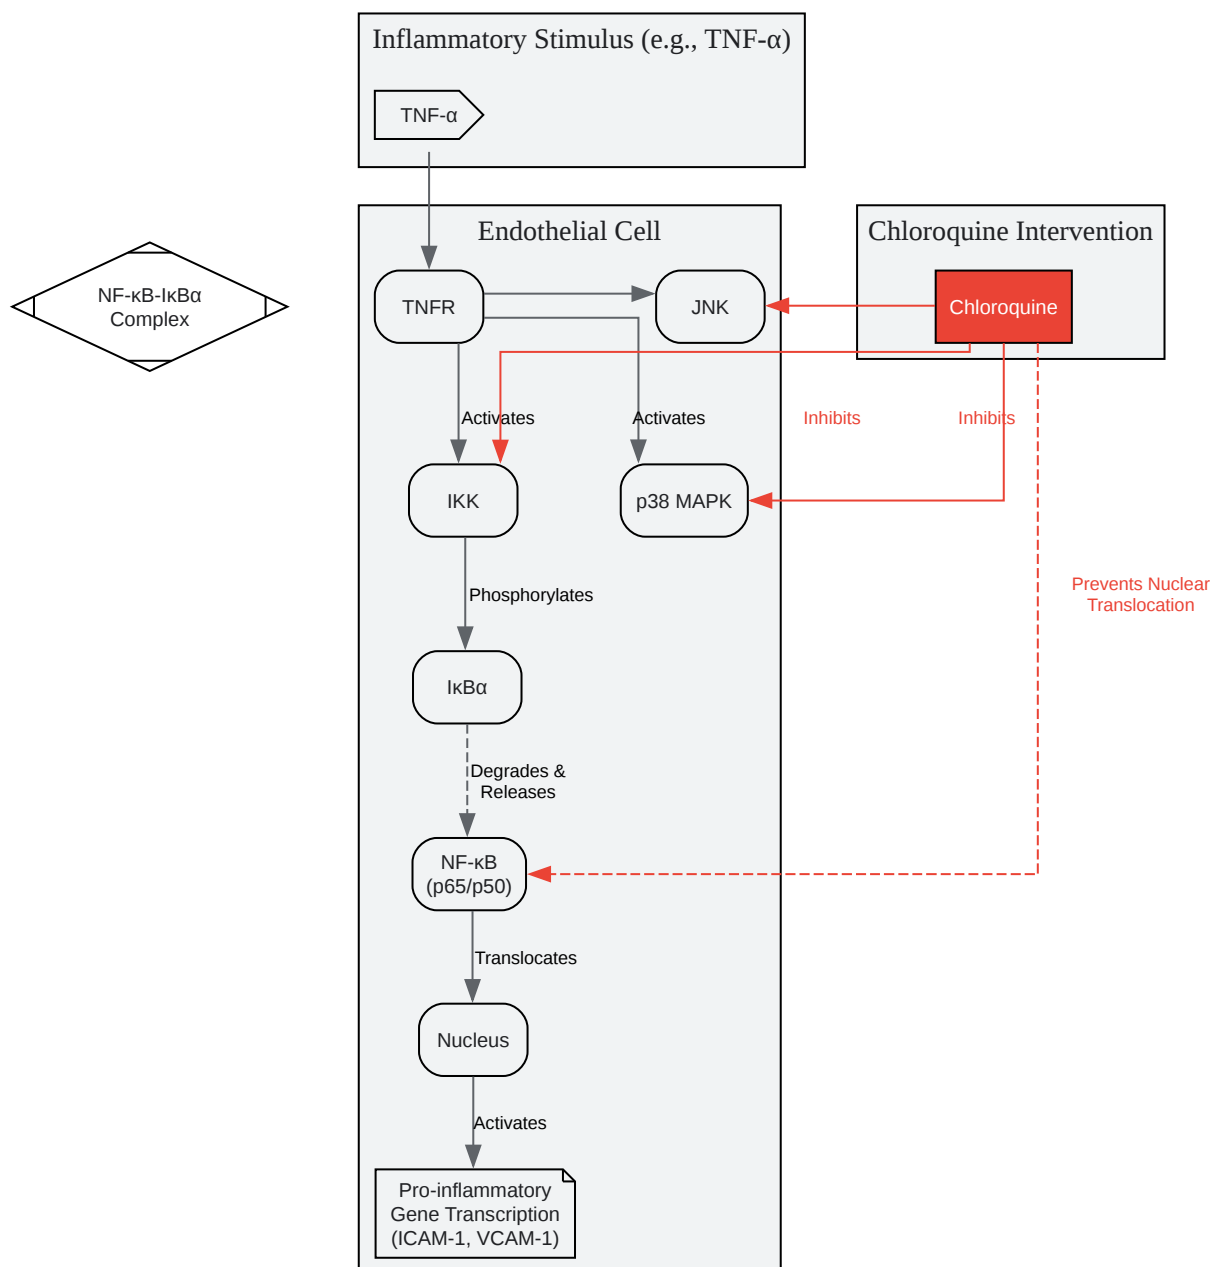 Inflammatory Stimulus (e.g., TNF-α)
TNF-α
Endothelial Cell
Chloroquine Intervention
NF-κB-IκBα
Complex
TNFR
JNK
Chloroquine
Activates
Activates
Inhibits
Inhibits
IKK
p38 MAPK
Phosphorylates
Prevents Nuclear
Translocation
IκBα
Degrades &
Releases
NF-κB
(p65/p50)
Translocates
Nucleus
Activates
Pro-inflammatory
Gene Transcription
(ICAM-1, VCAM-1)